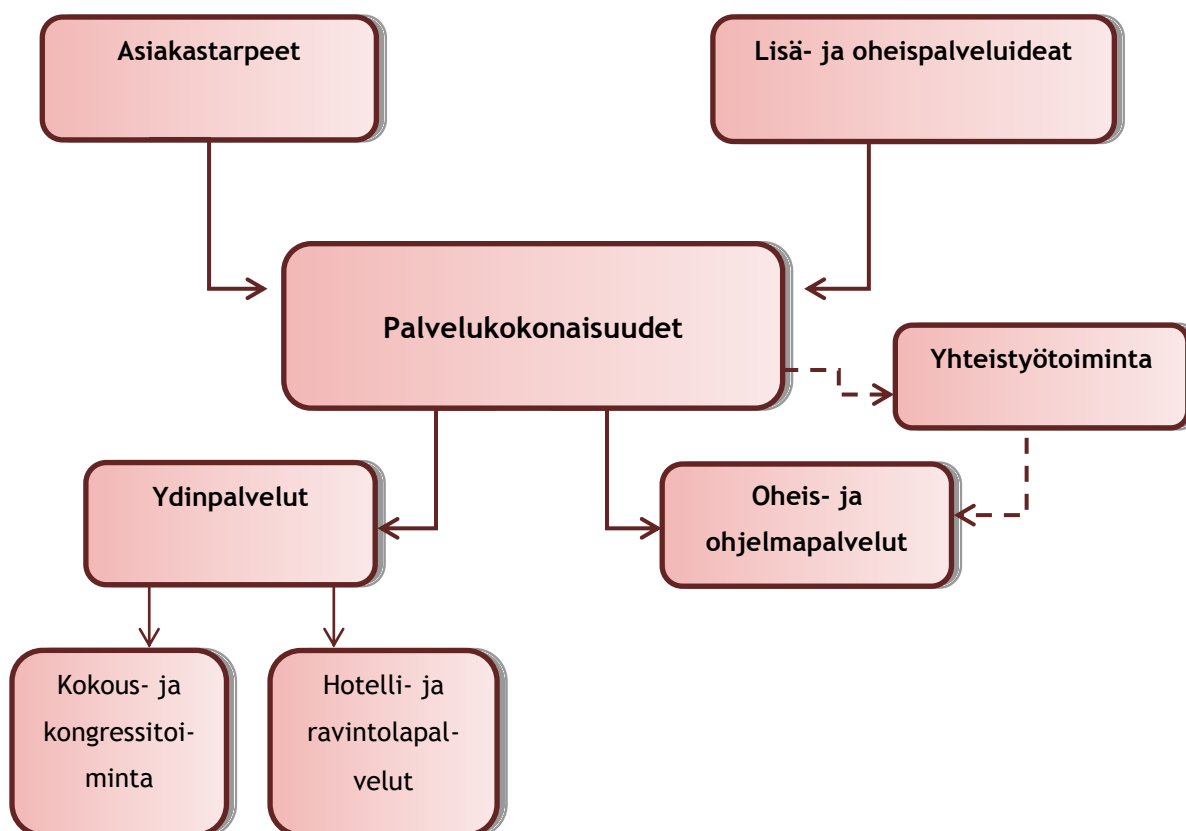 Asiakastarpeet
Lisä- ja oheispalveluideat
Palvelukokonaisuudet
Yhteistyötoiminta
Ydinpalvelut
Oheis- ja
ohjelmapalvelut
Kokous- ja
kongressitoi-
minta
Hotelli- ja
ravintolapal-
velut